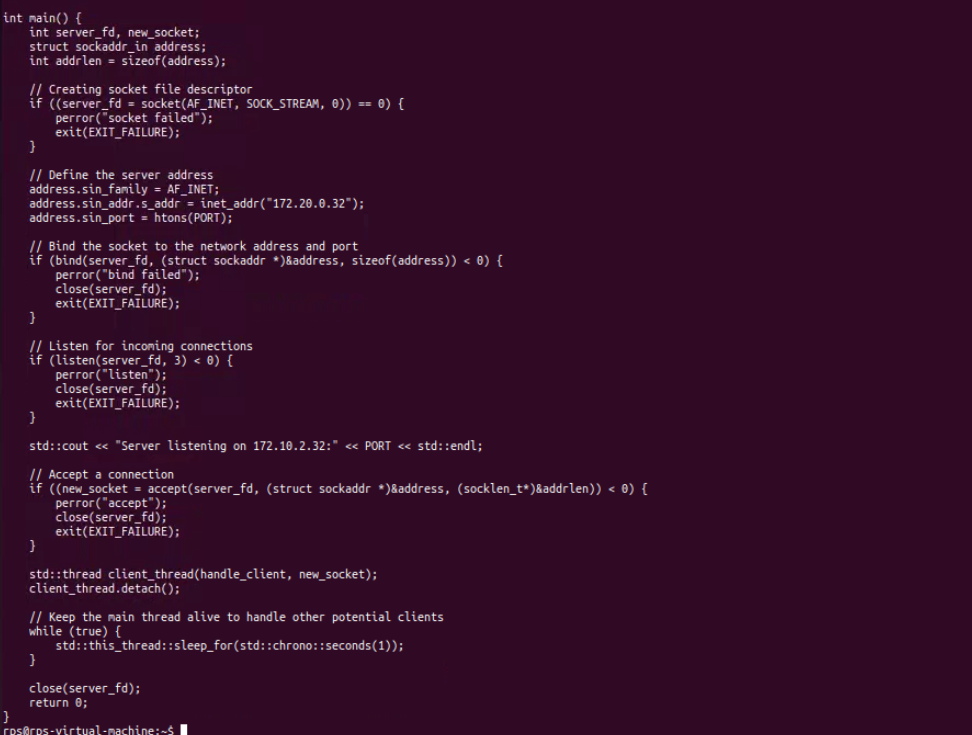 int main() {
    int server_fd, new_socket;
    struct sockaddr_in address;
    int addrlen = sizeof(address);

    // Creating socket file descriptor
    if ((server_fd = socket(AF_INET, SOCK_STREAM, 0)) == 0) {
        perror("socket failed");
        exit(EXIT_FAILURE);
    }

    // Define the server address
    address.sin_family = AF_INET;
    address.sin_addr.s_addr = inet_addr("172.20.0.32");
    address.sin_port = htons(PORT);

    // Bind the socket to the network address and port
    if (bind(server_fd, (struct sockaddr *)&address, sizeof(address)) < 0) {
        perror("bind failed");
        close(server_fd);
        exit(EXIT_FAILURE);
    }

    // Listen for incoming connections
    if (listen(server_fd, 3) < 0) {
        perror("listen");
        close(server_fd);
        exit(EXIT_FAILURE);
    }

    std::cout << "Server listening on 172.10.2.32:" << PORT << std::endl;

    // Accept a connection
    if ((new_socket = accept(server_fd, (struct sockaddr *)&address, (socklen_t*)&addrlen)) < 0) {
        perror("accept");
        close(server_fd);
        exit(EXIT_FAILURE);
    }

    std::thread client_thread(handle_client, new_socket);
    client_thread.detach();

    // Keep the main thread alive to handle other potential clients
    while (true) {
        std::this_thread::sleep_for(std::chrono::seconds(1));
    }

    close(server_fd);
    return 0;
}
rps@rps-virtual-machine:~$